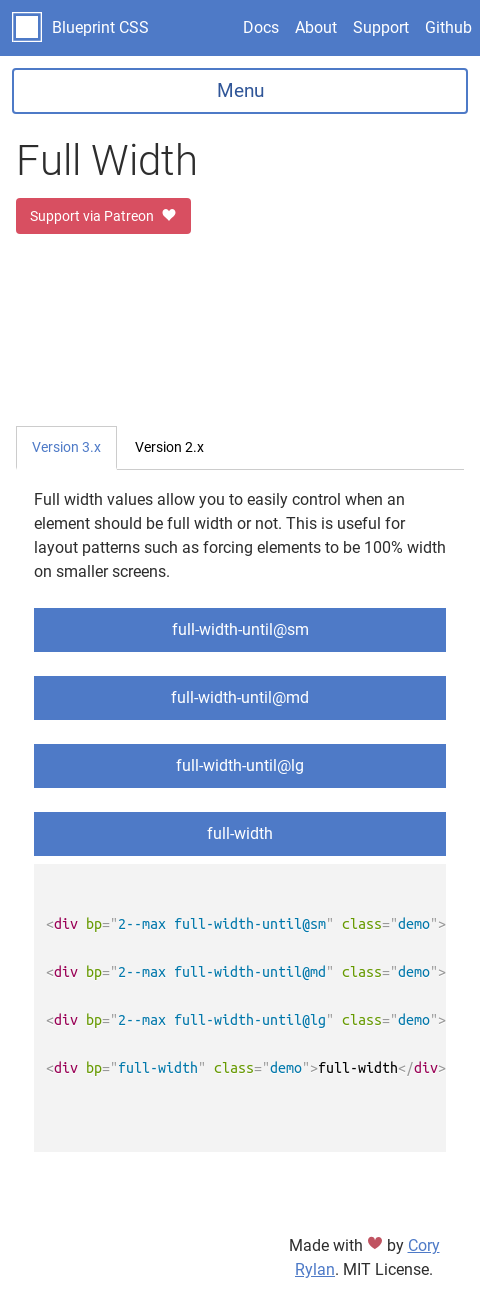 Blueprint CSS Docs About Support Github
Menu
Full Width
Support via Patreon
Version 3.x Version 2.x
Full width values allow you to easily control when an
element should be full width or not. This is useful for
layout patterns such as forcing elements to be 100% width
on smaller screens.
full-width-until@sm
full-width-until@md
full-width-until@lg
full-width
<div bp="2--max full-width-until@sm" class="demo">
<div bp="2--max full-width-until@md" class="demo">
<div bp="2--max full-width-until@lg" class="demo">
<div bp="full-width" class="demo">full-width</div>
Made with ❤ by Cory
Rylan. MIT License.